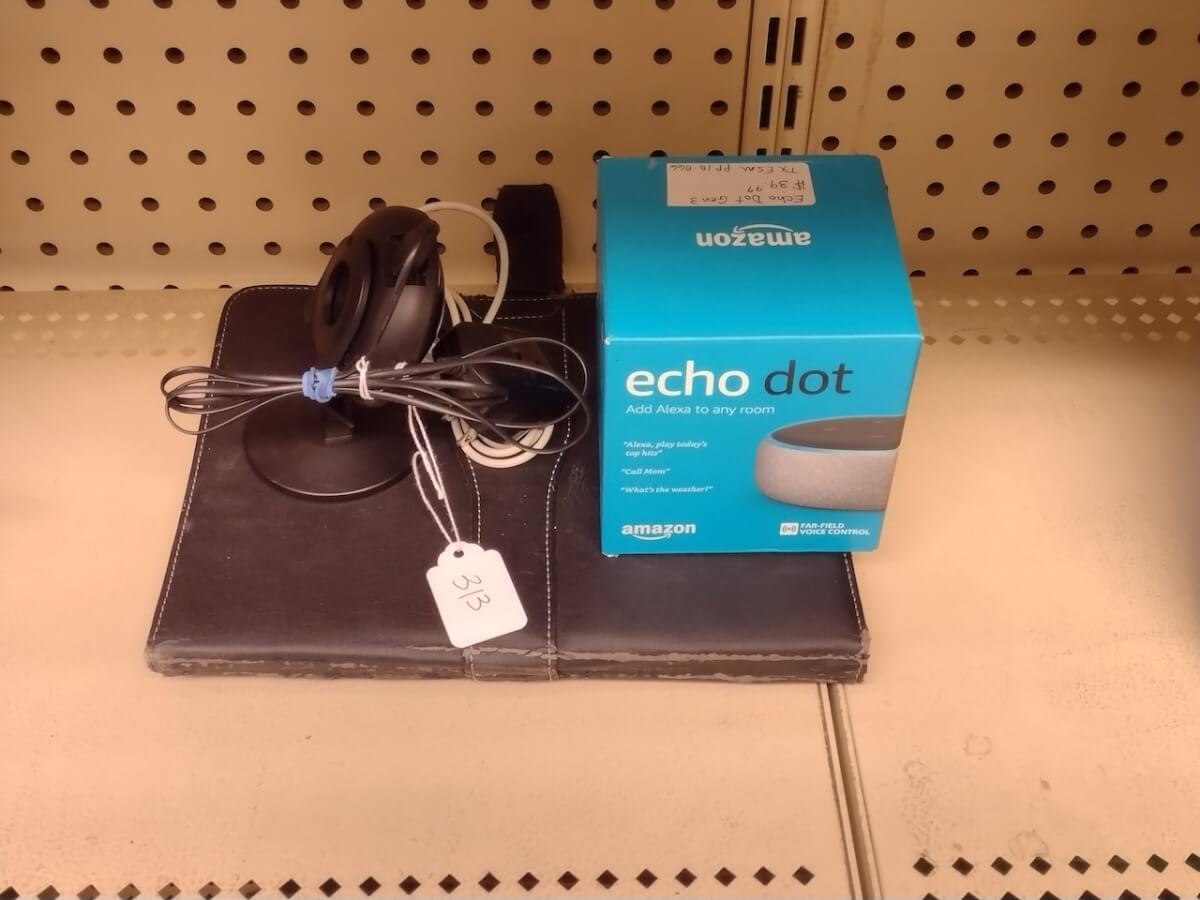 Echo Dot Gen 3
$39.99
amazon
echo dot
Add Alexa to any room
"Alexa, play today's
top hits"
"Call Mom"
"What's the weather?"
amazon
FAR-FIELD
VOICE CONTROL
313